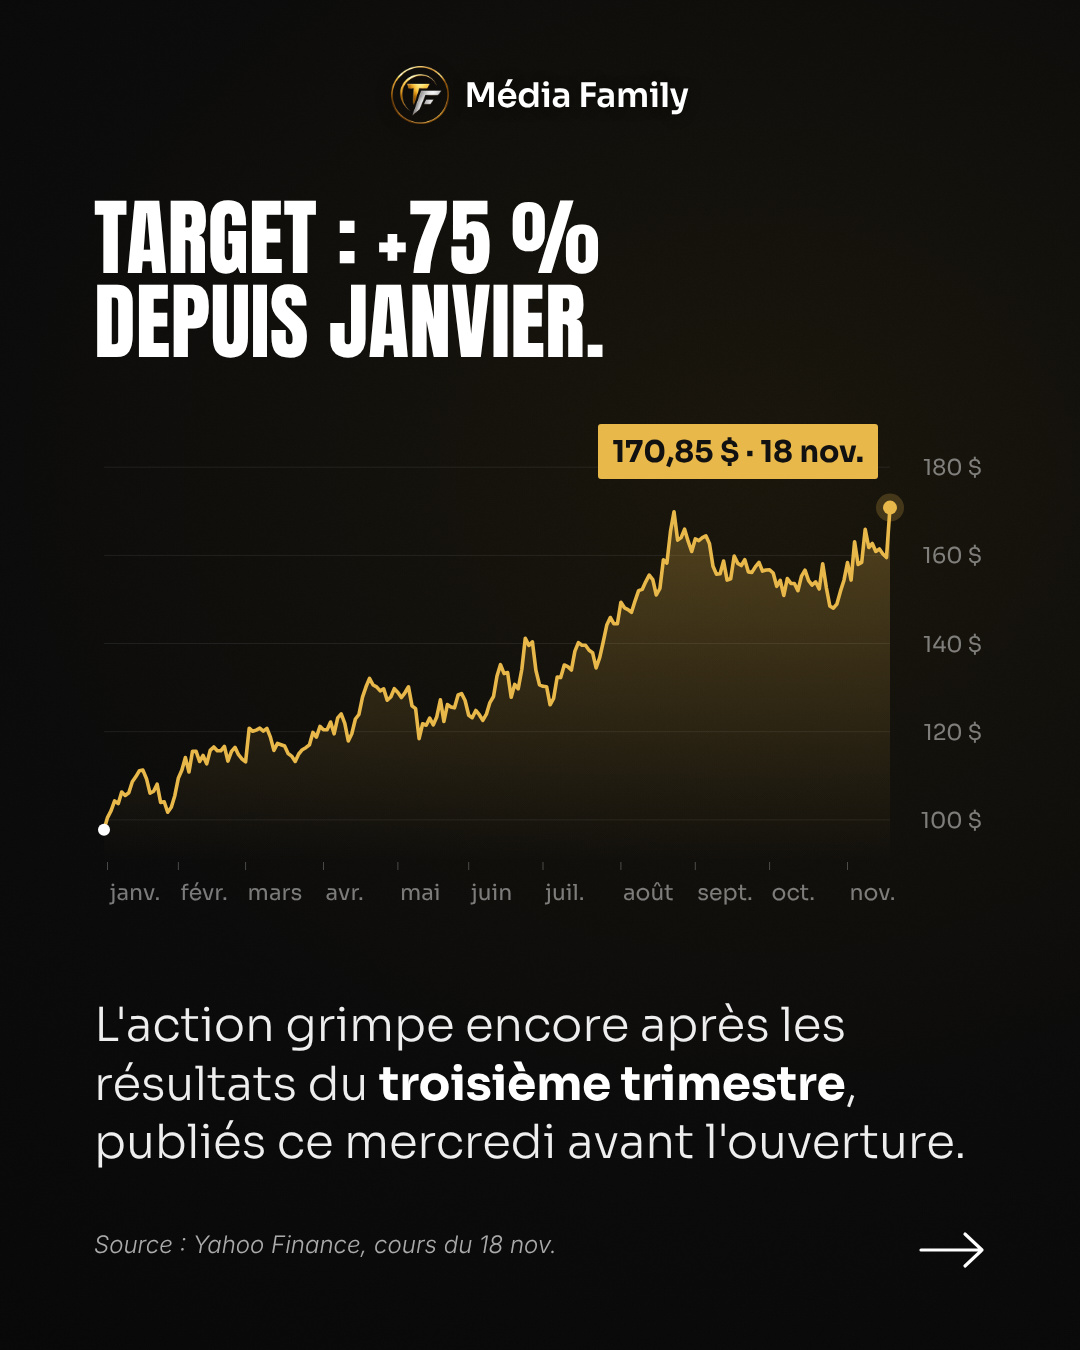 TF Média Family
TARGET : +75 %
DEPUIS JANVIER.
170,85 $ · 18 nov.
180 $
160 $
140 $
120 $
100 $
janv. févr. mars avr. mai juin juil. août sept. oct. nov.
L'action grimpe encore après les
résultats du troisième trimestre,
publiés ce mercredi avant l'ouverture.
Source : Yahoo Finance, cours du 18 nov.